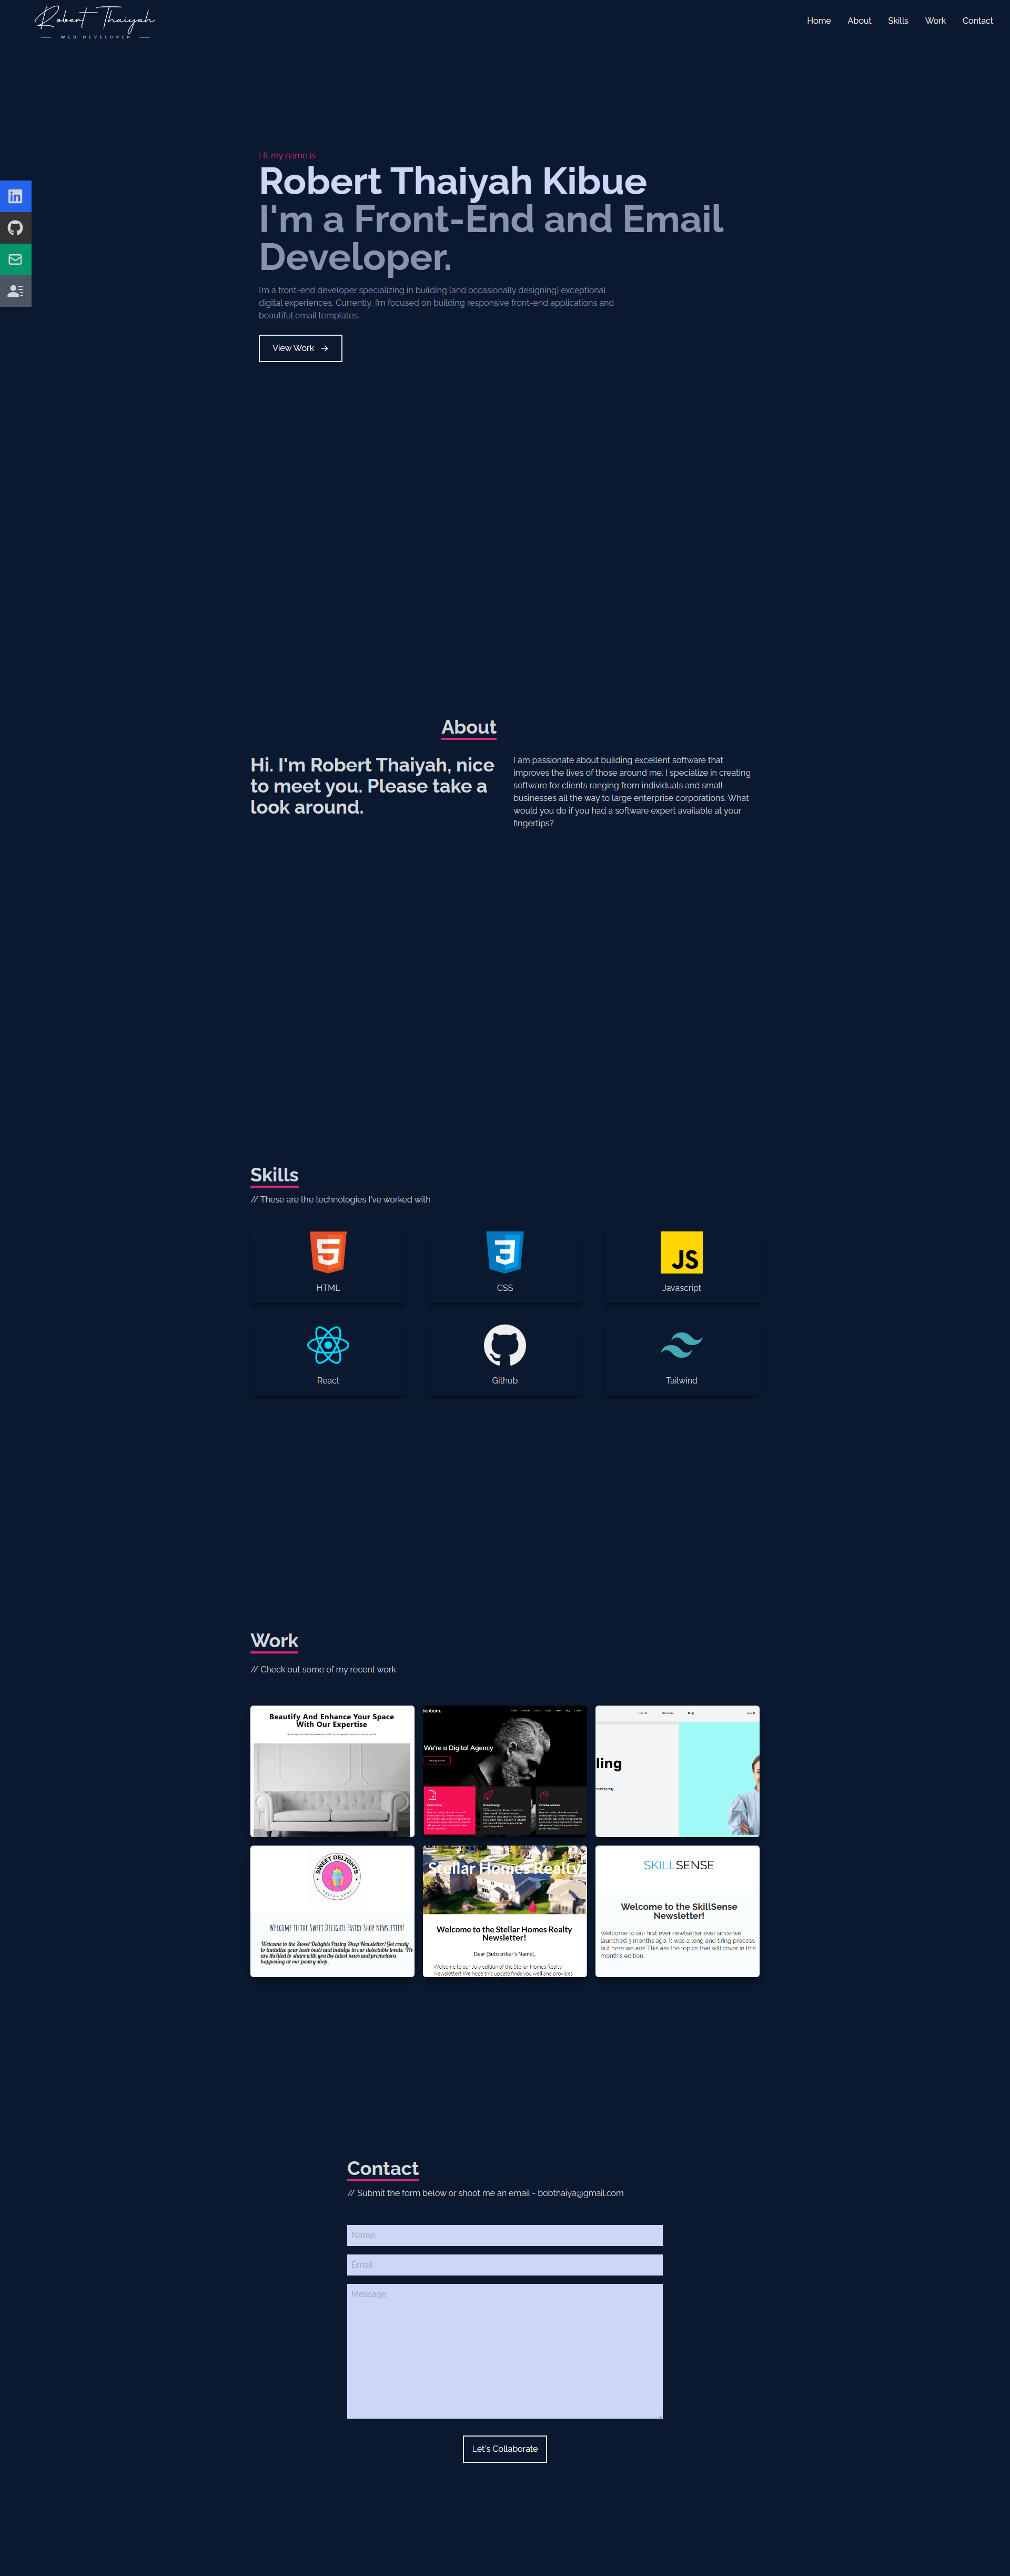 Robert Thaiyah
WEB DEVELOPER
Home About Skills Work Contact
Hi, my name is
Robert Thaiyah Kibue
I'm a Front-End and Email
Developer.
I'm a front-end developer specializing in building (and occasionally designing) exceptional
digital experiences. Currently, I'm focused on building responsive front-end applications and
beautiful email templates.
View Work
About
Hi. I'm Robert Thaiyah, nice
to meet you. Please take a
look around.
I am passionate about building excellent software that
improves the lives of those around me. I specialize in creating
software for clients ranging from individuals and small-
businesses all the way to large enterprise corporations. What
would you do if you had a software expert available at your
fingertips?
Skills
// These are the technologies I've worked with
HTML
CSS
JS
Javascript
React
Github
Tailwind
Work
// Check out some of my recent work
Beautify And Enhance Your Space
With Our Expertise
We're a Digital Agency
ling
SWEET DELIGHTS
PASTRY SHOP
Welcome to the Sweet Delights Pastry Shop Newsletter!
Welcome to the Sweet Delights Pastry Shop Newsletter! Get ready
to tantalize your taste buds and indulge in our delectable treats. We
are thrilled to share with you the latest news and promotions
happening at our pastry shop.
Stellar Homes Realty
Welcome to the Stellar Homes Realty
Newsletter!
Dear [Subscriber's Name],
Welcome to our July edition of the Stellar Homes Realty
Newsletter! We hope this update finds you well and provides
SKILLSENSE
Welcome to the SkillSense
Newsletter!
Welcome to our first ever newlsetter ever since we
launched 3 months ago. It was a long and tiring process
but here we are! This are the topics that will cover in this
month's edition.
Contact
// Submit the form below or shoot me an email - bobthaiya@gmail.com
Name
Email
Message
Let's Collaborate